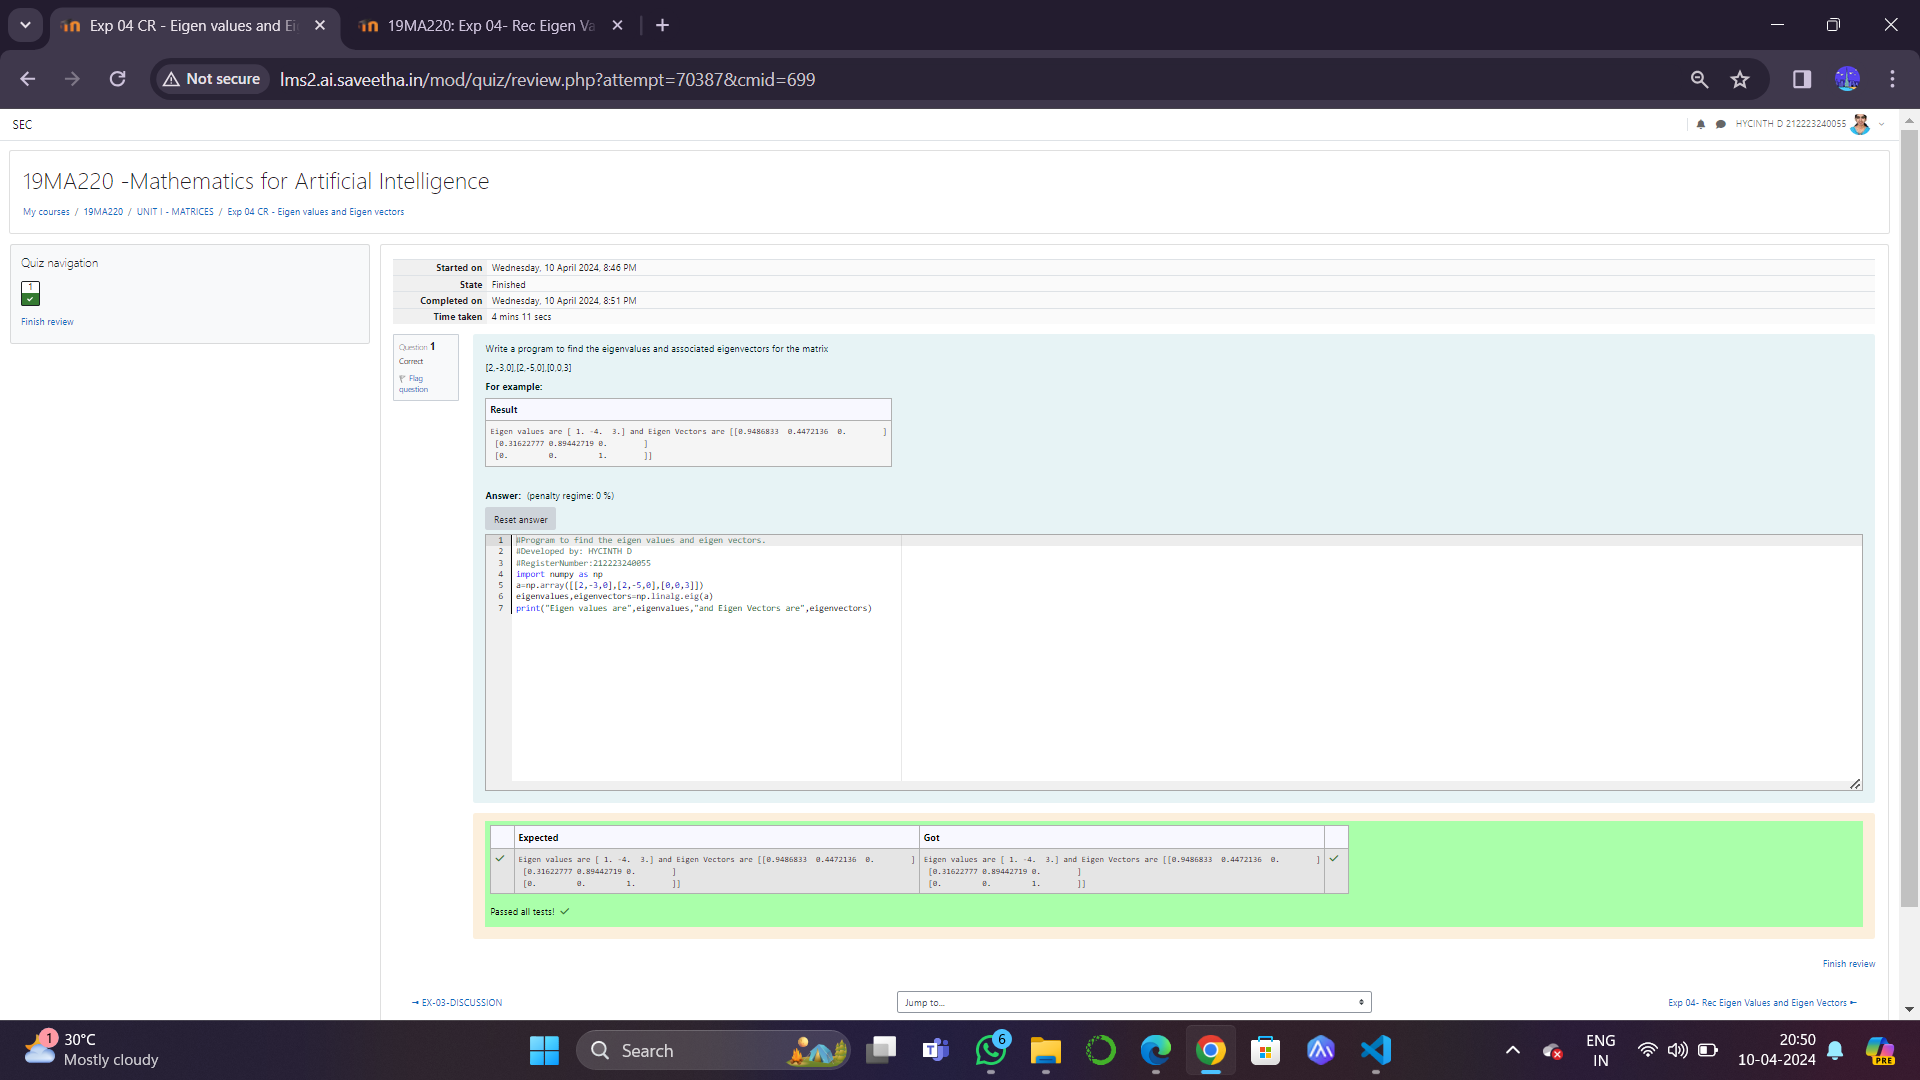 Exp 04 CR - Eigen values and Ei
19MA220: Exp 04- Rec Eigen Va
Not secure
lms2.ai.saveetha.in/mod/quiz/review.php?attempt=70387&cmid=699
SEC
HYCINTH D 212223240055
19MA220 -Mathematics for Artificial Intelligence
My courses / 19MA220 / UNIT I - MATRICES / Exp 04 CR - Eigen values and Eigen vectors
Quiz navigation
1
Finish review
Started on Wednesday, 10 April 2024, 8:46 PM
State Finished
Completed on Wednesday, 10 April 2024, 8:51 PM
Time taken 4 mins 11 secs
Question 1
Correct
Flag
question
Write a program to find the eigenvalues and associated eigenvectors for the matrix
[2,-3,0],[2,-5,0],[0,0,3]
For example:
Result
Eigen values are [ 1. -4.  3.] and Eigen Vectors are [[0.9486833  0.4472136  0.        ]
[0.31622777 0.89442719 0.        ]
[0.         0.         1.        ]]
Answer: (penalty regime: 0 %)
Reset answer
1 #Program to find the eigen values and eigen vectors.
2 #Developed by: HYCINTH D
3 #RegisterNumber:212223240055
4 import numpy as np
5 a=np.array([[2,-3,0],[2,-5,0],[0,0,3]])
6 eigenvalues,eigenvectors=np.linalg.eig(a)
7 print("Eigen values are",eigenvalues,"and Eigen Vectors are",eigenvectors)
Expected Got
Eigen values are [ 1. -4.  3.] and Eigen Vectors are [[0.9486833  0.4472136  0.        ] Eigen values are [ 1. -4.  3.] and Eigen Vectors are [[0.9486833  0.4472136  0.        ]
[0.31622777 0.89442719 0.        ] [0.31622777 0.89442719 0.        ]
[0.         0.         1.        ]] [0.         0.         1.        ]]
Passed all tests!
Finish review
EX-03-DISCUSSION
Jump to...
Exp 04- Rec Eigen Values and Eigen Vectors
1
30°C
Mostly cloudy
Search
6
ENG
IN
20:50
10-04-2024
PRE